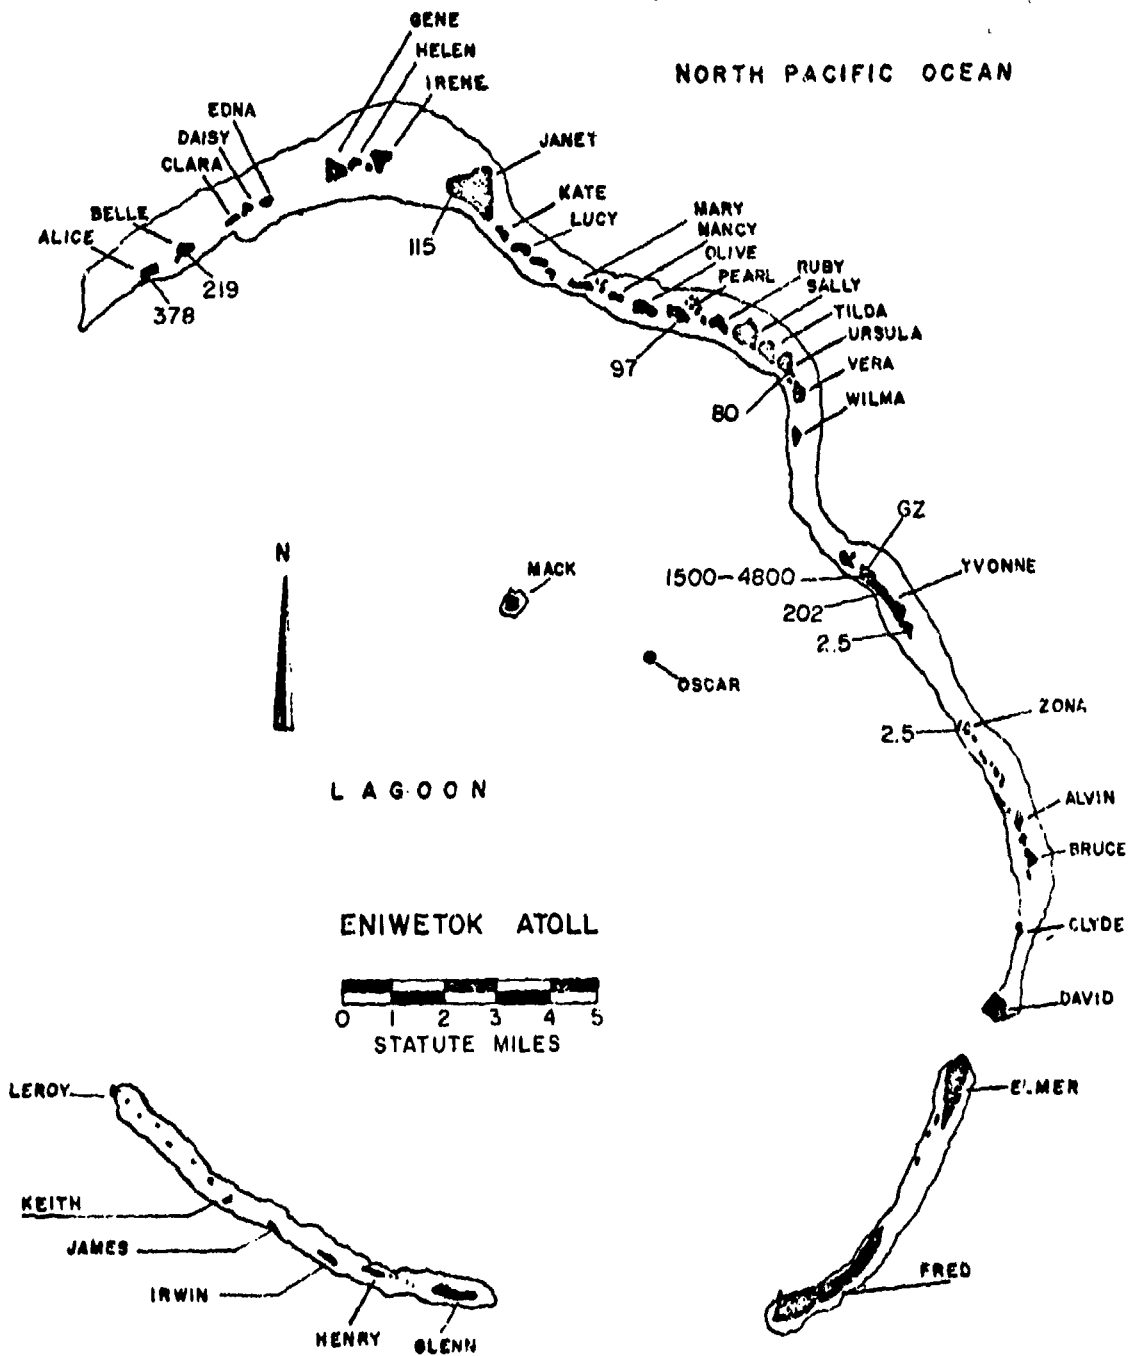 GENE
HELEN
IRENE
NORTH PACIFIC OCEAN
EDNA
DAISY
CLARA
JANET
BELLE
ALICE
KATE
LUCY
MARY
NANCY
OLIVE
PEARL
RUBY
SALLY
TILDA
URSULA
VERA
WILMA
115
219
378
97
80
GZ
N
MACK
1500-4800
YVONNE
202
2.5
OSCAR
ZONA
2.5
LAGOON
ALVIN
BRUCE
CLYDE
DAVID
ENIWETOK ATOLL
0 1 2 3 4 5
STATUTE MILES
LEROY
ELMER
KEITH
JAMES
IRWIN
HENRY
GLENN
FRED